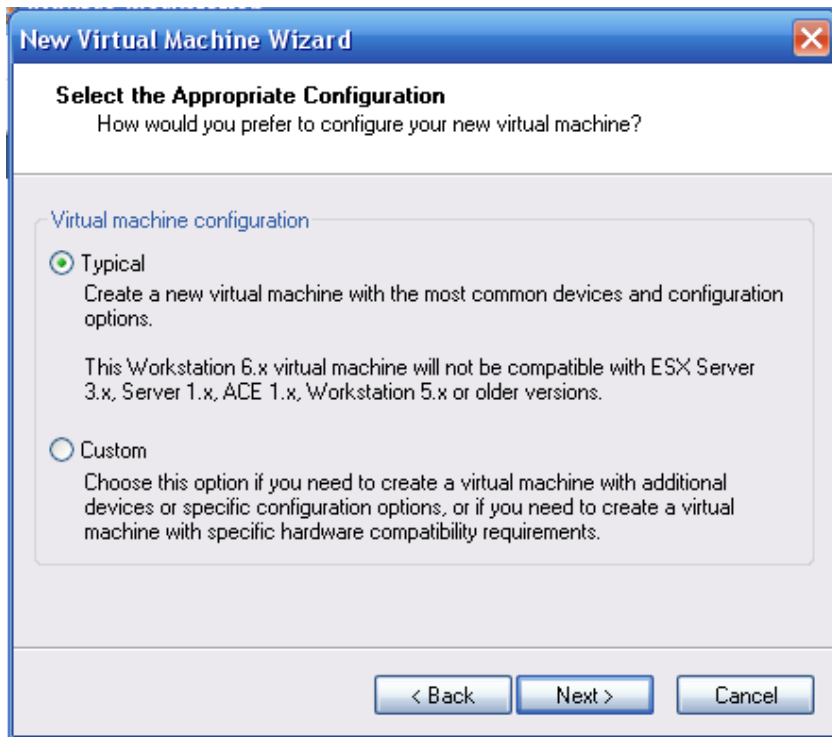 New Virtual Machine Wizard
Select the Appropriate Configuration
How would you prefer to configure your new virtual machine?
Virtual machine configuration
Typical
Create a new virtual machine with the most common devices and configuration
options.
This Workstation 6.x virtual machine will not be compatible with ESX Server
3.x, Server 1.x, ACE 1.x, Workstation 5.x or older versions.
Custom
Choose this option if you need to create a virtual machine with additional
devices or specific configuration options, or if you need to create a virtual
machine with specific hardware compatibility requirements.
< Back Next > Cancel